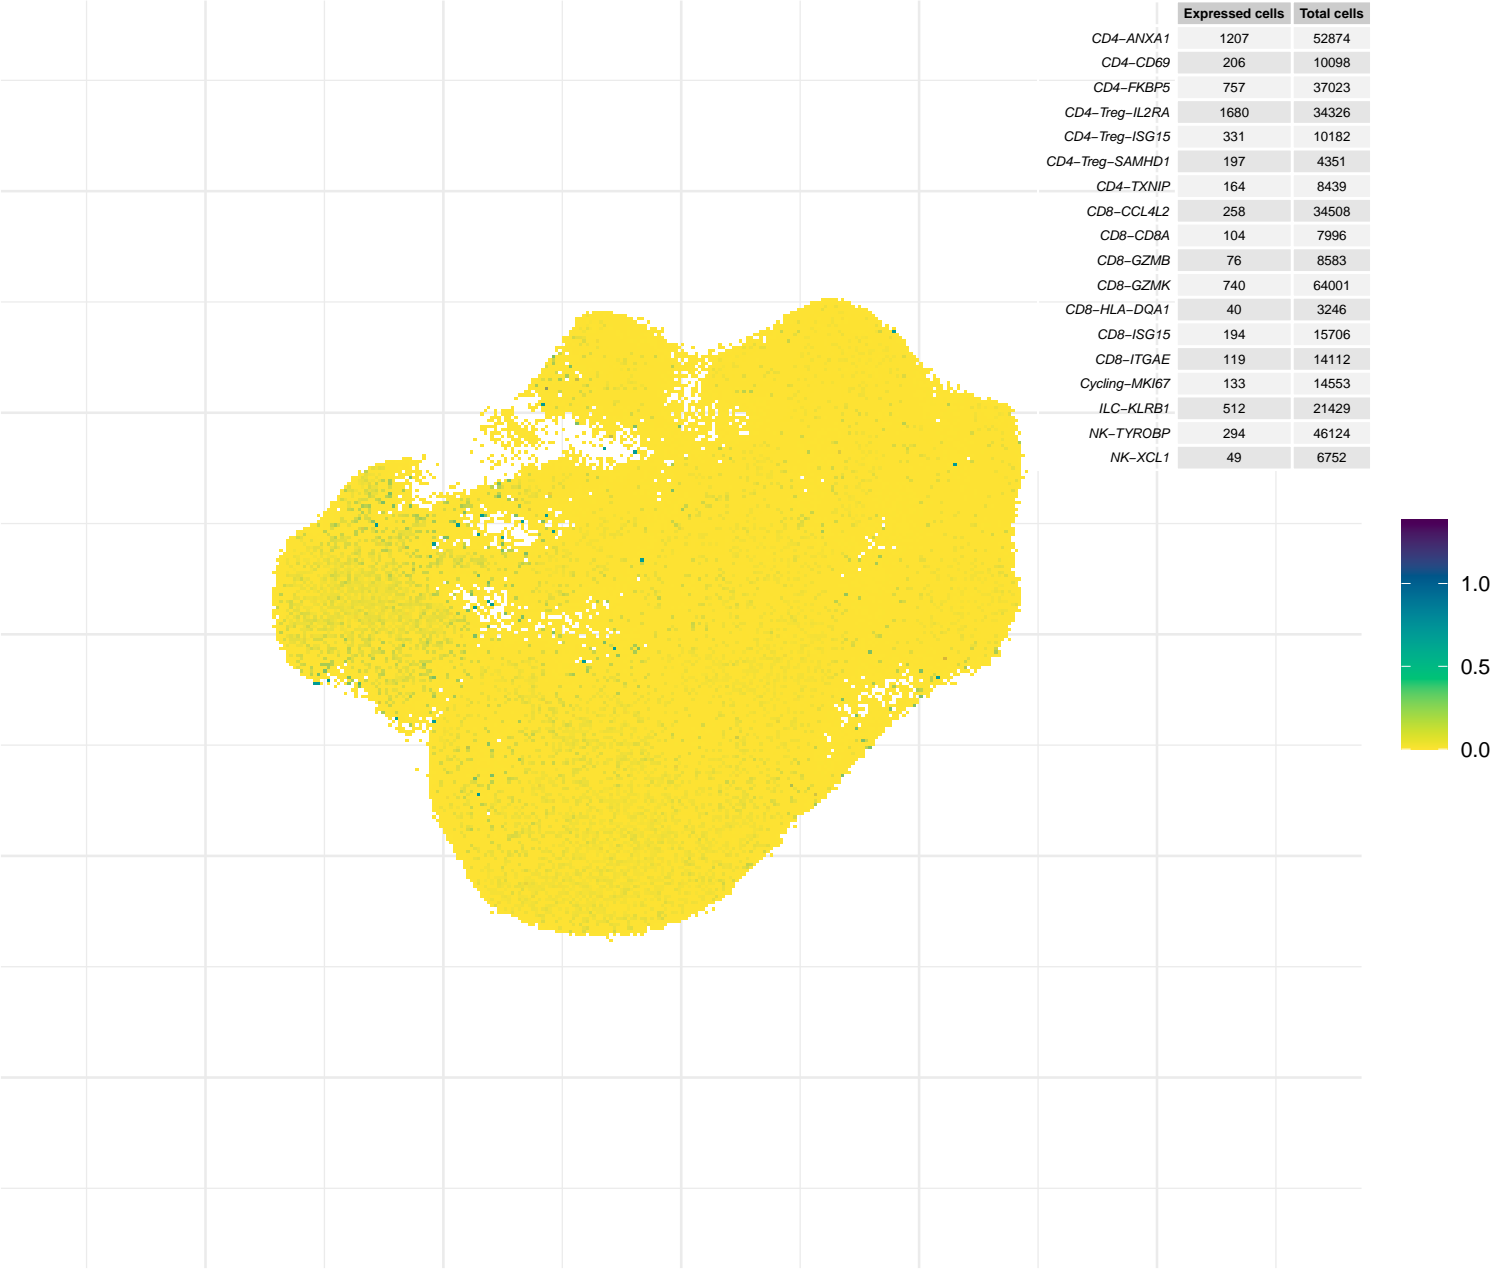 Expressed cells Total cells
CD4−ANXA1 1207 52874
CD4−CD69 206 10098
CD4−FKBP5 757 37023
CD4−Treg−IL2RA 1680 34326
CD4−Treg−ISG15 331 10182
CD4−Treg−SAMHD1 197 4351
CD4−TXNIP 164 8439
CD8−CCL4L2 258 34508
CD8−CD8A 104 7996
CD8−GZMB 76 8583
CD8−GZMK 740 64001
CD8−HLA−DQA1 40 3246
CD8−ISG15 194 15706
CD8−ITGAE 119 14112
Cycling−MKI67 133 14553
ILC−KLRB1 512 21429
NK−TYROBP 294 46124
NK−XCL1 49 6752
1.0
0.5
0.0